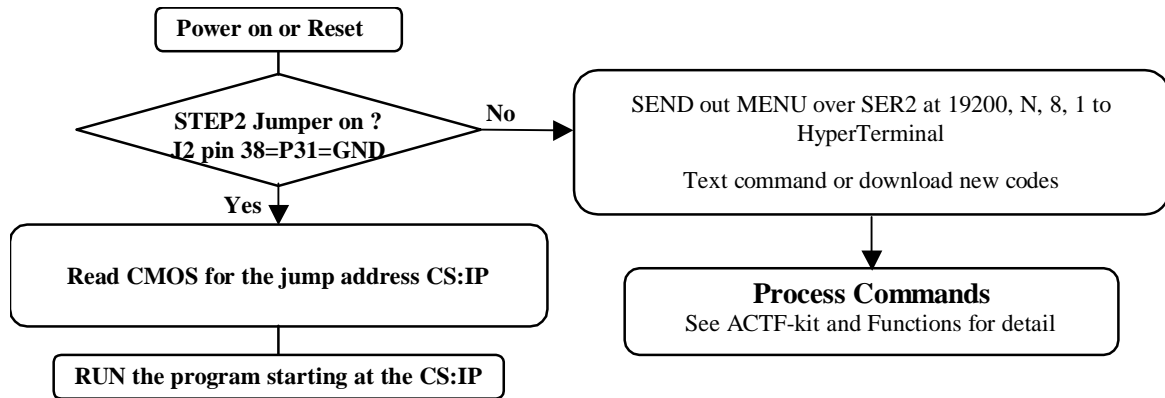 Power on or Reset
STEP2 Jumper on ?
J2 pin 38=P31=GND
No
Yes
SEND out MENU over SER2 at 19200, N, 8, 1 to
HyperTerminal
Text command or download new codes
Read CMOS for the jump address CS:IP
Process Commands
See ACTF-kit and Functions for detail
RUN the program starting at the CS:IP